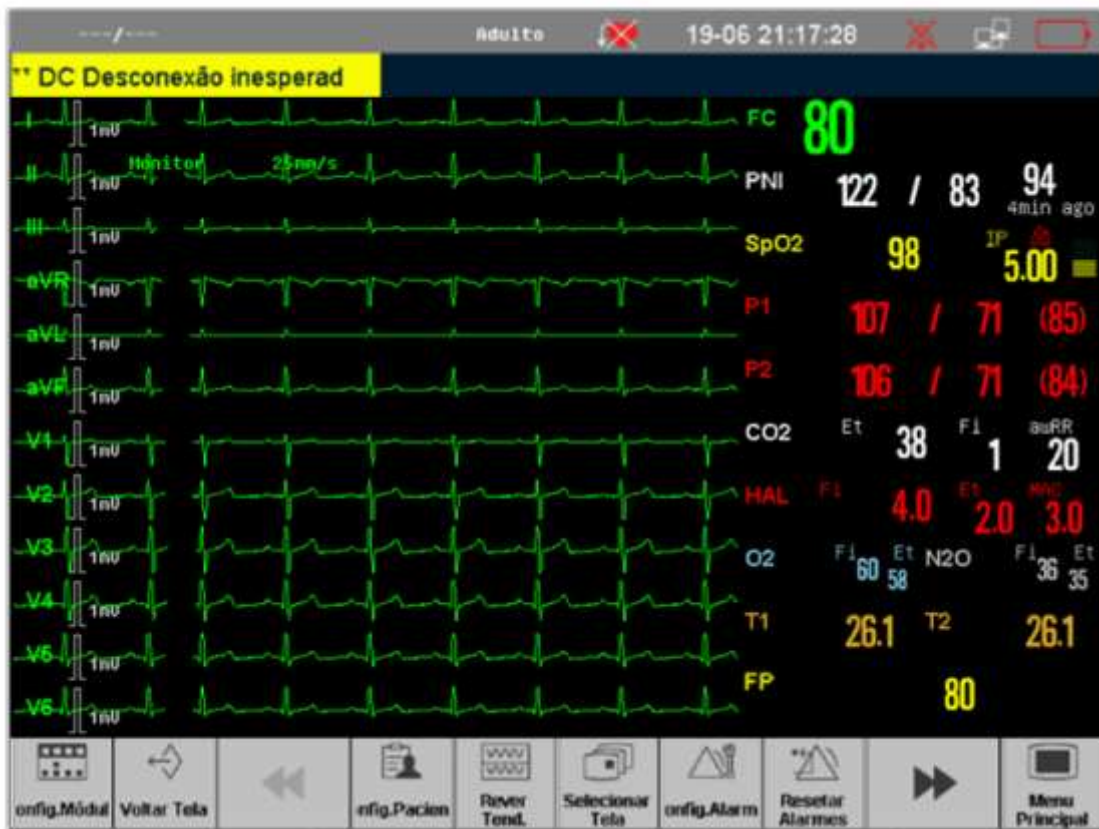 ---/---
Adulto
19-06 21:17:28
** DC Desconexão inesperad
I 1mV
Monitor 25mm/s
II 1mV
III 1mV
aVR 1mV
aVL 1mV
aVF 1mV
V1 1mV
V2 1mV
V3 1mV
V4 1mV
V5 1mV
V6 1mV
FC 80
PNI 122 / 83 94
4min ago
SpO2 98 IP 5.00
P1 107 / 71 (85)
P2 106 / 71 (84)
CO2 Et 38 Fi 1 awRR 20
HAL Fi 4.0 Et 2.0 MAC 3.0
O2 Fi 60 Et 58 N2O Fi 36 Et 35
T1 26.1 T2 26.1
FP 80
onfig.Módul
Voltar Tela
nfig.Pacien
Rever
Tend.
Selecionar
Tela
onfig.Alarm
Resetar
Alarmes
Menu
Principal